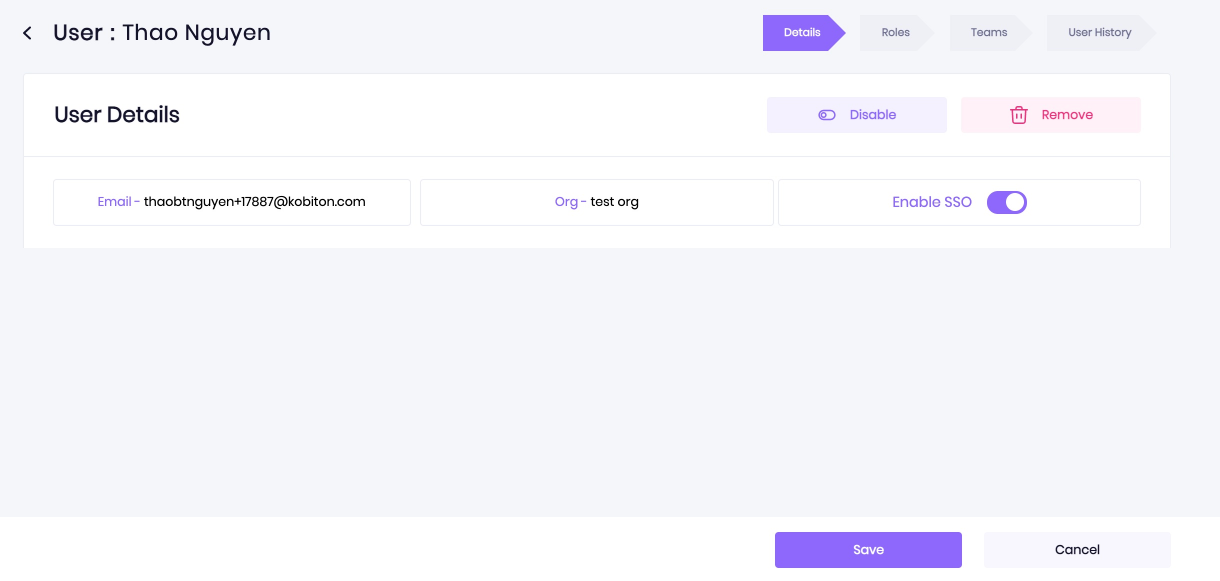 User : Thao Nguyen
Details
Roles
Teams
User History
User Details
Disable
Remove
Email - thaobtnguyen+17887@kobiton.com
Org - test org
Enable SSO
Save
Cancel